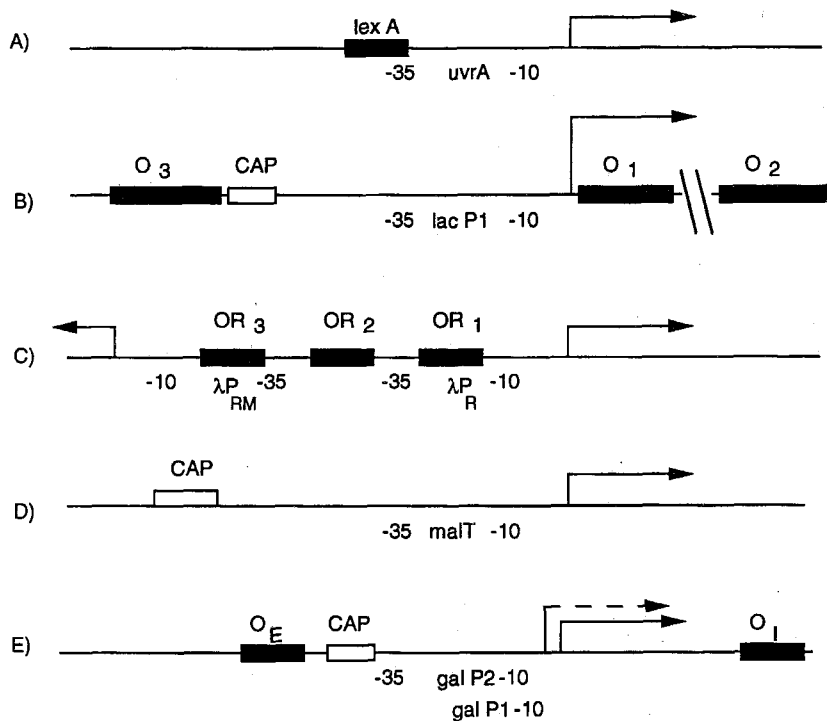 A)
lex A
-35 uvrA -10
B)
O 3 CAP O 1 O 2
-35 lac P1 -10
C)
OR 3 OR 2 OR 1
-10 λP RM -35 -35 λP R -10
D)
CAP
-35 malT -10
E)
O E CAP O I
-35 gal P2 -10
gal P1 -10